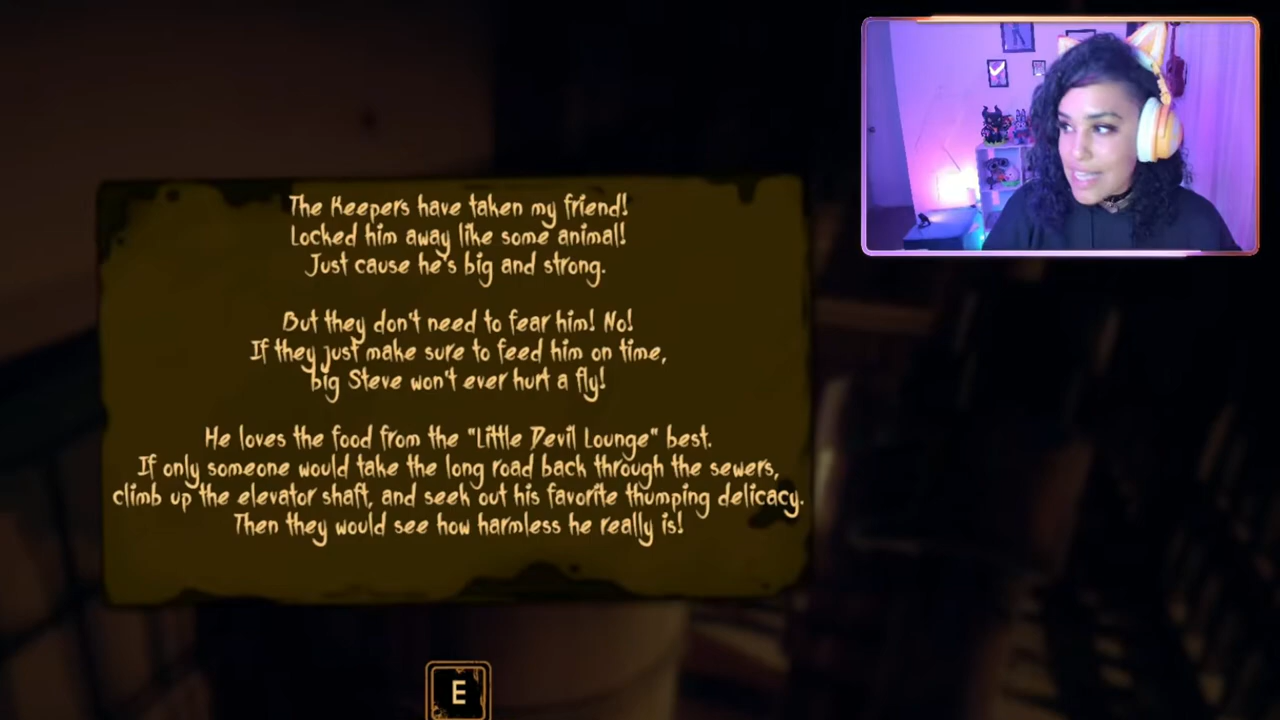 The Keepers have taken my friend!
Locked him away like some animal!
Just cause he's big and strong.
But they don't need to fear him! No!
If they just make sure to feed him on time,
big Steve won't ever hurt a fly!
He loves the food from the "Little Devil Lounge" best.
If only someone would take the long road back through the sewers,
climb up the elevator shaft, and seek out his favorite thumping delicacy.
Then they would see how harmless he really is!
E